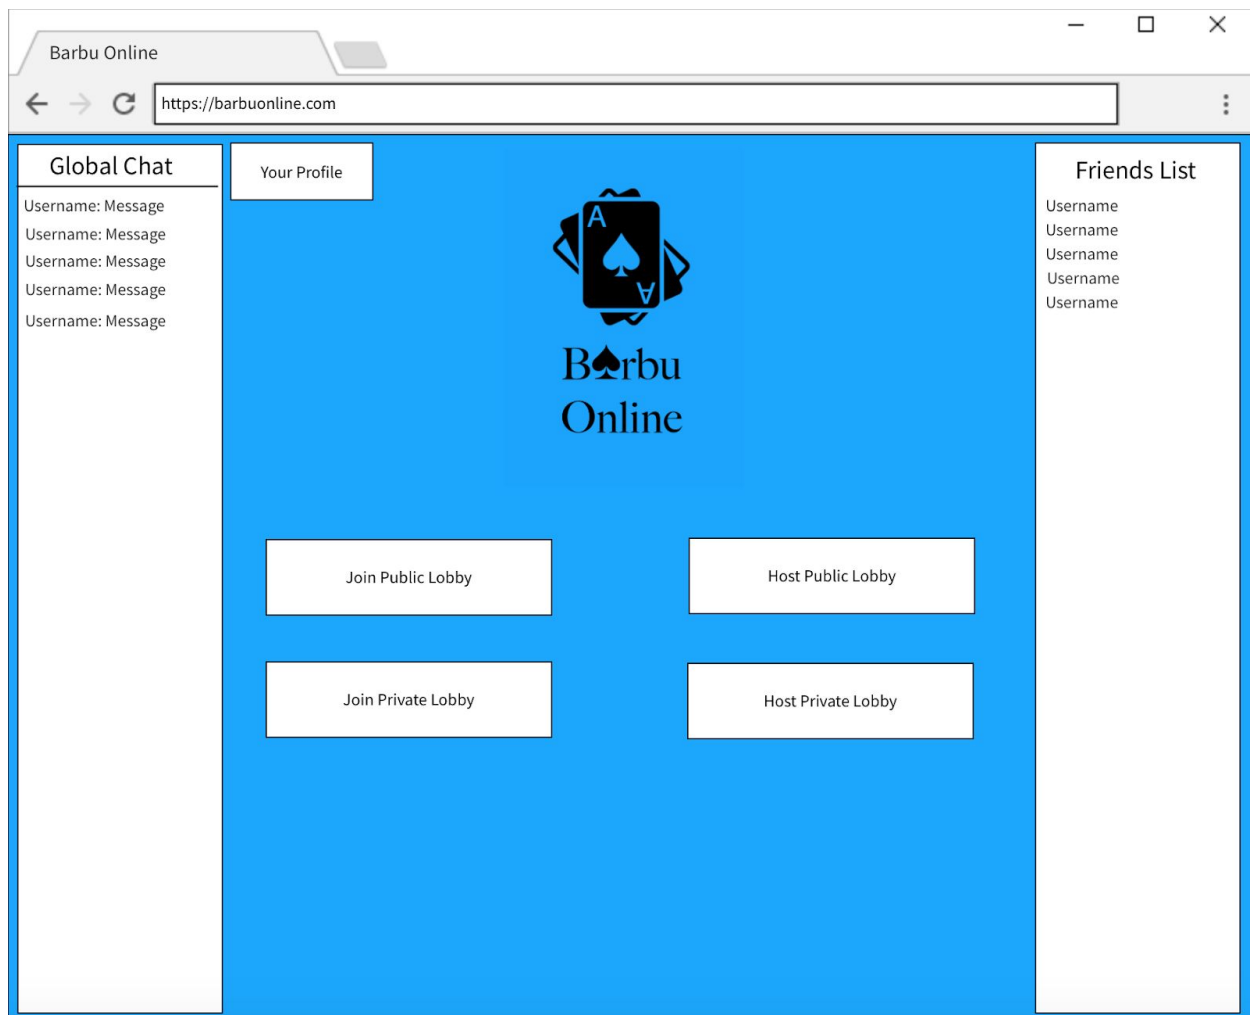 Barbu Online
https://barbuonline.com
Global Chat
Username: Message
Username: Message
Username: Message
Username: Message
Username: Message
Your Profile
A
A
B♠rbu
Online
Join Public Lobby
Host Public Lobby
Join Private Lobby
Host Private Lobby
Friends List
Username
Username
Username
Username
Username